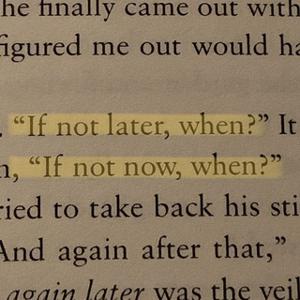 he finally came out with
figured me out would ha
. “If not later, when?” It
n, “If not now, when?”
ried to take back his sti
And again after that,”
again later was the veil